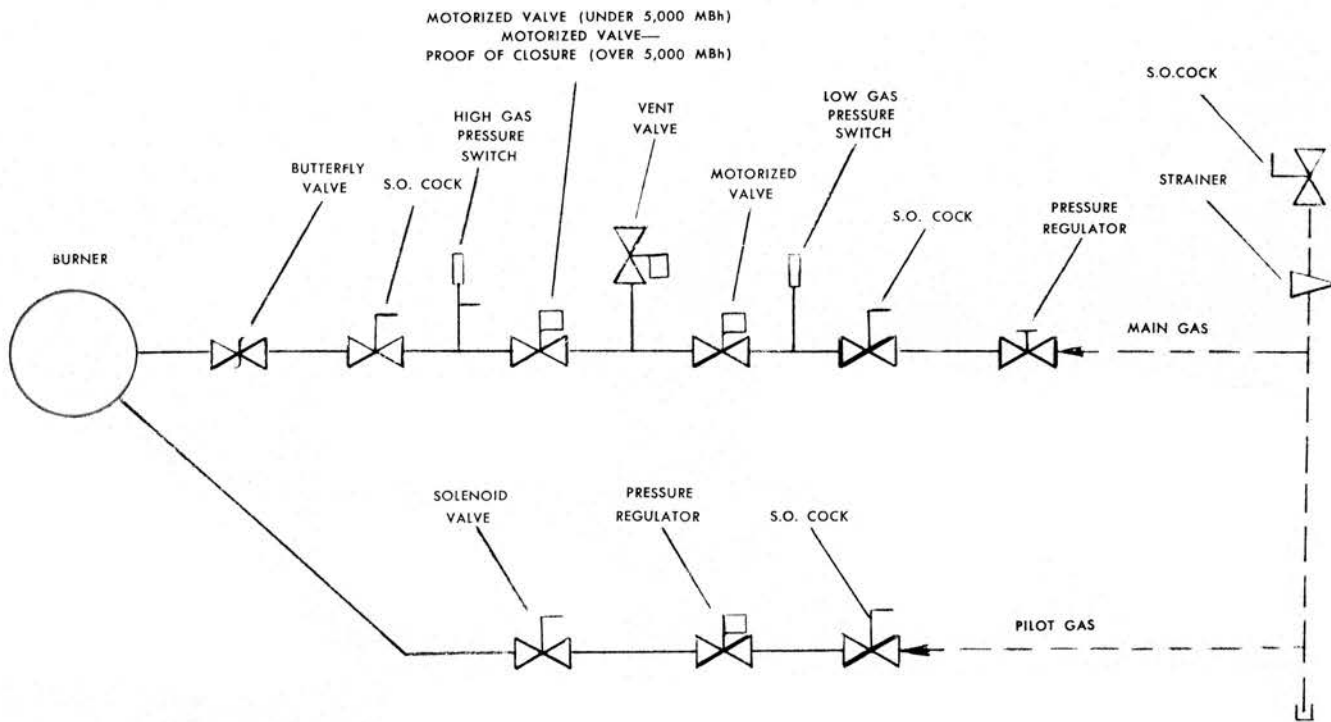 MOTORIZED VALVE (UNDER 5,000 MBh)
MOTORIZED VALVE—
PROOF OF CLOSURE (OVER 5,000 MBh)
S.O.COCK
HIGH GAS
PRESSURE
SWITCH
VENT
VALVE
LOW GAS
PRESSURE
SWITCH
BUTTERFLY
VALVE
S.O. COCK
MOTORIZED
VALVE
STRAINER
S.O. COCK
PRESSURE
REGULATOR
BURNER
MAIN GAS
SOLENOID
VALVE
PRESSURE
REGULATOR
S.O. COCK
PILOT GAS